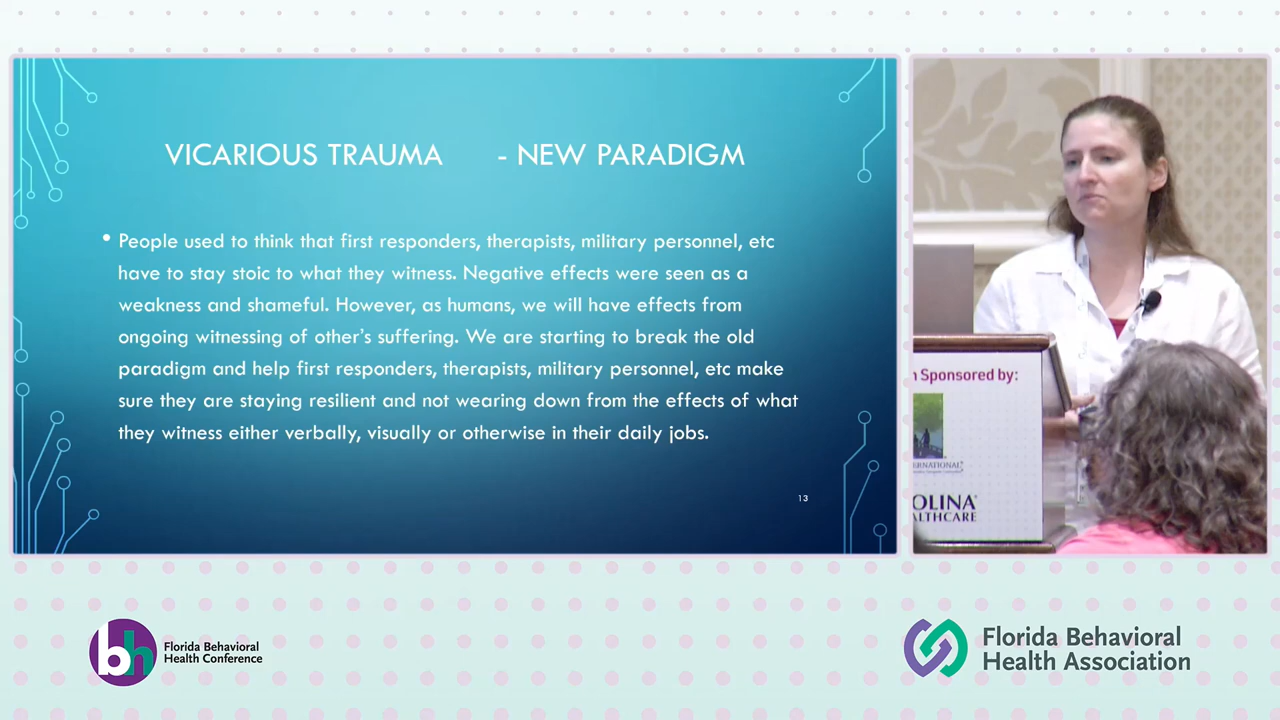 VICARIOUS TRAUMA - NEW PARADIGM
• People used to think that first responders, therapists, military personnel, etc
have to stay stoic to what they witness. Negative effects were seen as a
weakness and shameful. However, as humans, we will have effects from
ongoing witnessing of other's suffering. We are starting to break the old
paradigm and help first responders, therapists, military personnel, etc make
sure they are staying resilient and not wearing down from the effects of what
they witness either verbally, visually or otherwise in their daily jobs.
13
Sponsored by:
bh
Florida Behavioral
Health Conference
Florida Behavioral
Health Association